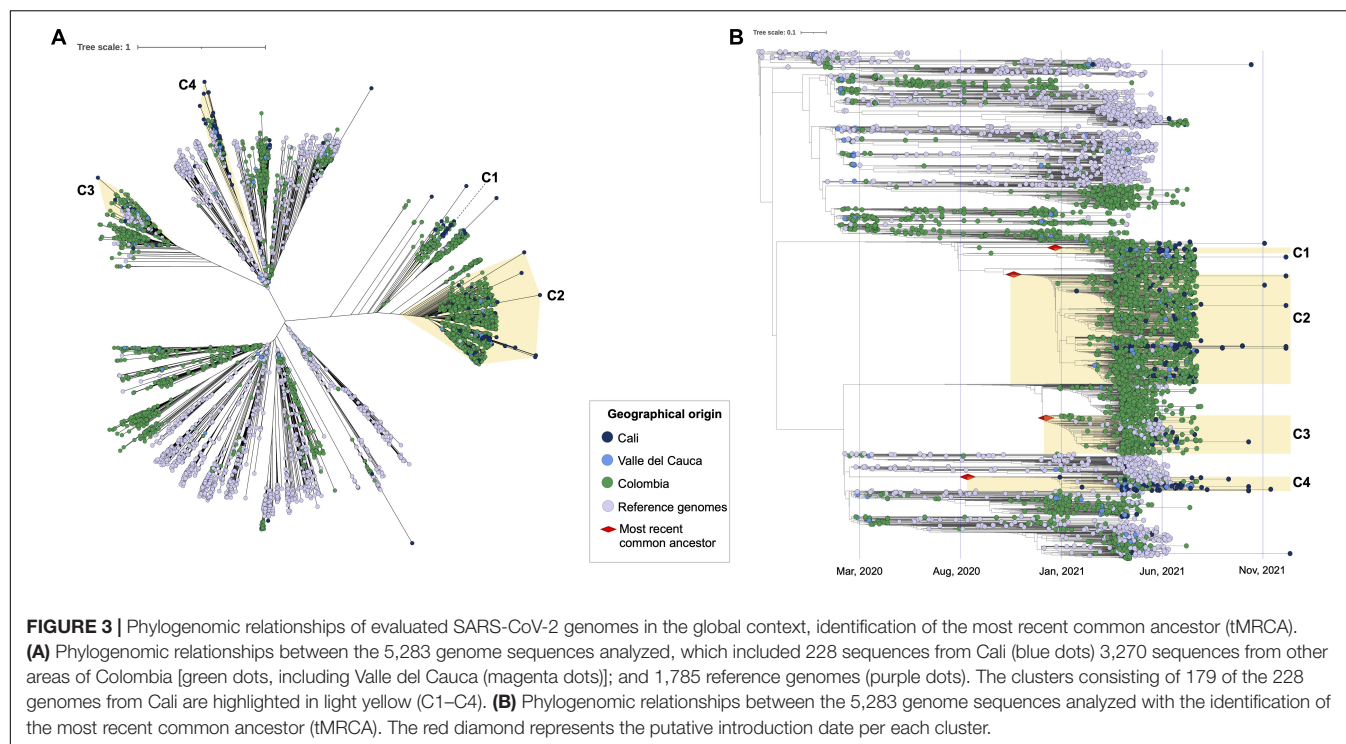 A
Tree scale: 1
C4
C3
C1
C2
B
Tree scale: 0.1
C1
C2
C3
C4
Mar, 2020
Aug, 2020
Jan, 2021
Jun, 2021
Nov, 2021
Geographical origin
Cali
Valle del Cauca
Colombia
Reference genomes
Most recent
common ancestor
FIGURE 3 | Phylogenomic relationships of evaluated SARS-CoV-2 genomes in the global context, identification of the most recent common ancestor (tMRCA).
(A) Phylogenomic relationships between the 5,283 genome sequences analyzed, which included 228 sequences from Cali (blue dots) 3,270 sequences from other
areas of Colombia [green dots, including Valle del Cauca (magenta dots)]; and 1,785 reference genomes (purple dots). The clusters consisting of 179 of the 228
genomes from Cali are highlighted in light yellow (C1–C4). (B) Phylogenomic relationships between the 5,283 genome sequences analyzed with the identification of
the most recent common ancestor (tMRCA). The red diamond represents the putative introduction date per each cluster.